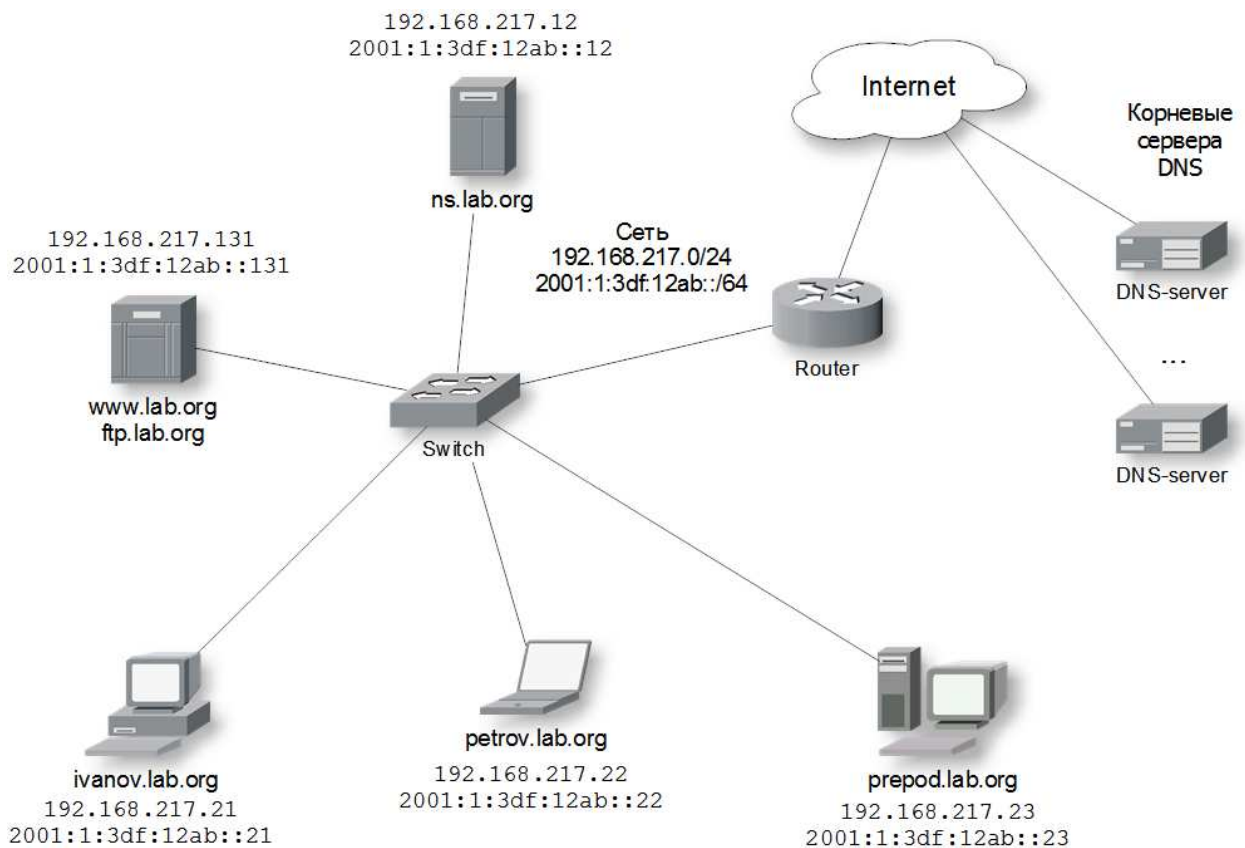 192.168.217.12
2001:1:3df:12ab::12
ns.lab.org
Internet
Корневые
сервера
DNS
DNS-server
...
DNS-server
192.168.217.131
2001:1:3df:12ab::131
www.lab.org
ftp.lab.org
Сеть
192.168.217.0/24
2001:1:3df:12ab::/64
Router
Switch
ivanov.lab.org
192.168.217.21
2001:1:3df:12ab::21
petrov.lab.org
192.168.217.22
2001:1:3df:12ab::22
prepod.lab.org
192.168.217.23
2001:1:3df:12ab::23